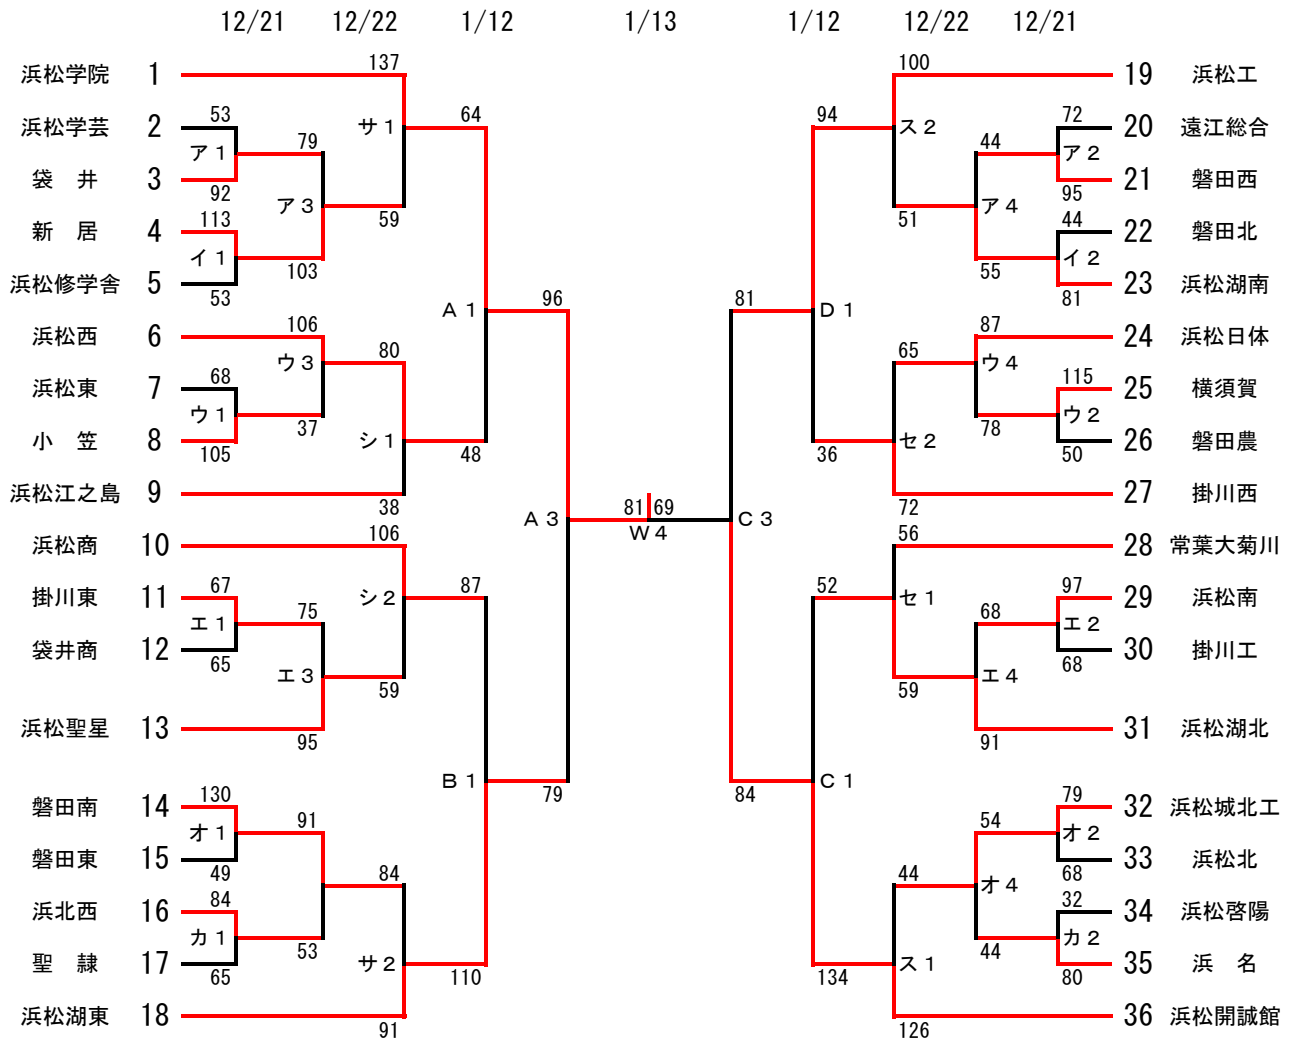 12/21 12/22 1/12 1/13 1/12 12/22 12/21
137 100
浜松学院 1 19 浜松工
53 64 94 72
浜松学芸 2 サ1 ス2 20 遠江総合
79 44
ア1 ア2
袋　井 3 21 磐田西
92 95
ア3 ア4
113 59 51 44
新　居 4 22 磐田北
イ1 イ2
103 55
浜松修学舎 5 23 浜松湖南
53 96 81 81
A1 D1
106 87
浜松西 6 24 浜松日体
80 65
ウ3 ウ4
68 115
浜松東 7 25 横須賀
ウ1 ウ2
37 78
小　笠 8 シ1 セ2 26 磐田農
105 48 36 50
浜松江之島 9 27 掛川西
38 81 69 72
A3 W4 C3
106 56
浜松商 10 28 常葉大菊川
67 87 52 97
掛川東 11 シ2 セ1 29 浜松南
75 68
エ1 エ2
袋井商 12 30 掛川工
65 68
エ3 エ4
59 59
浜松聖星 13 31 浜松湖北
95 91
B1 C1
130 79 84 79
磐田南 14 32 浜松城北工
91 54
オ1 オ2
磐田東 15 33 浜松北
49 84 44 68
オ4
84 32
浜北西 16 34 浜松啓陽
カ1 カ2
53 44
聖　隷 17 サ2 ス1 35 浜　名
65 110 134 80
浜松湖東 18 36 浜松開誠館
91 126